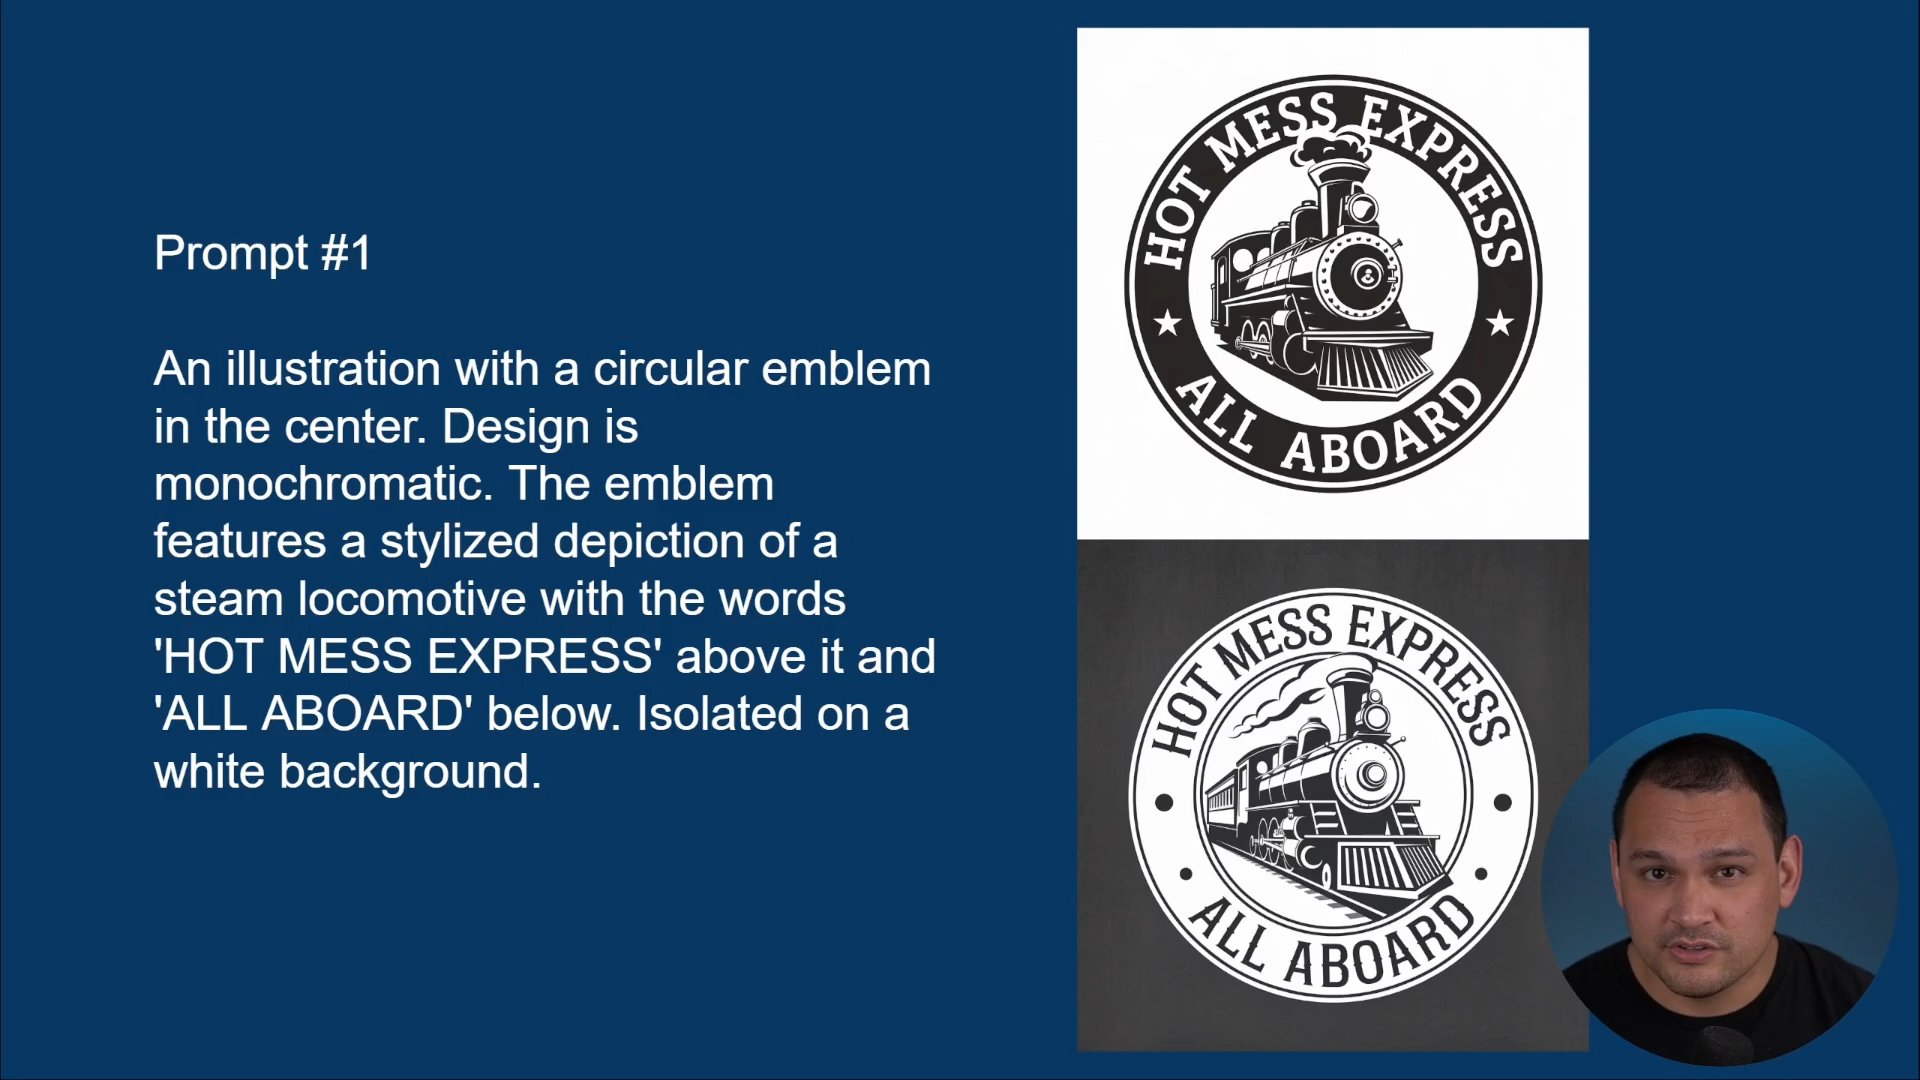 Prompt #1
An illustration with a circular emblem
in the center. Design is
monochromatic. The emblem
features a stylized depiction of a
steam locomotive with the words
'HOT MESS EXPRESS' above it and
'ALL ABOARD' below. Isolated on a
white background.
HOT MESS EXPRESS
ALL ABOARD
HOT MESS EXPRESS
ALL ABOARD